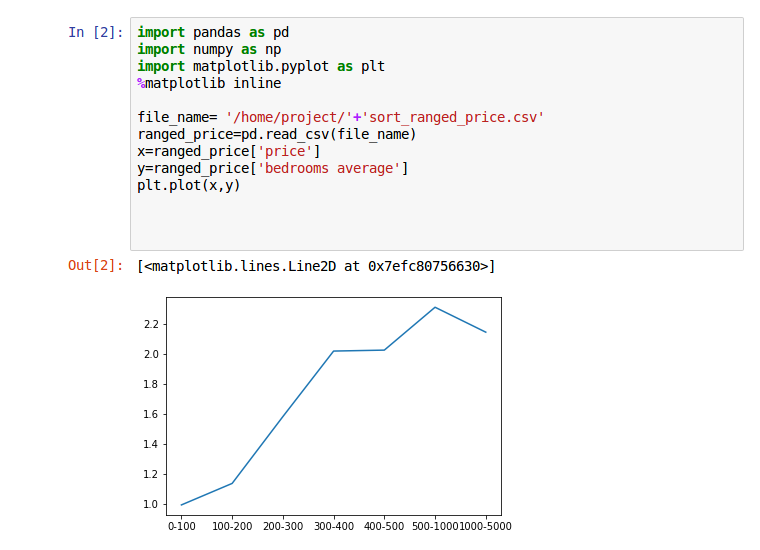 In [2]: import pandas as pd
import numpy as np
import matplotlib.pyplot as plt
%matplotlib inline
file_name= '/home/project/'+'sort_ranged_price.csv'
ranged_price=pd.read_csv(file_name)
x=ranged_price['price']
y=ranged_price['bedrooms average']
plt.plot(x,y)
Out[2]: [<matplotlib.lines.Line2D at 0x7efc80756630>]
2.2
2.0
1.8
1.6
1.4
1.2
1.0
0-100 100-200 200-300 300-400 400-500 500-1000 1000-5000